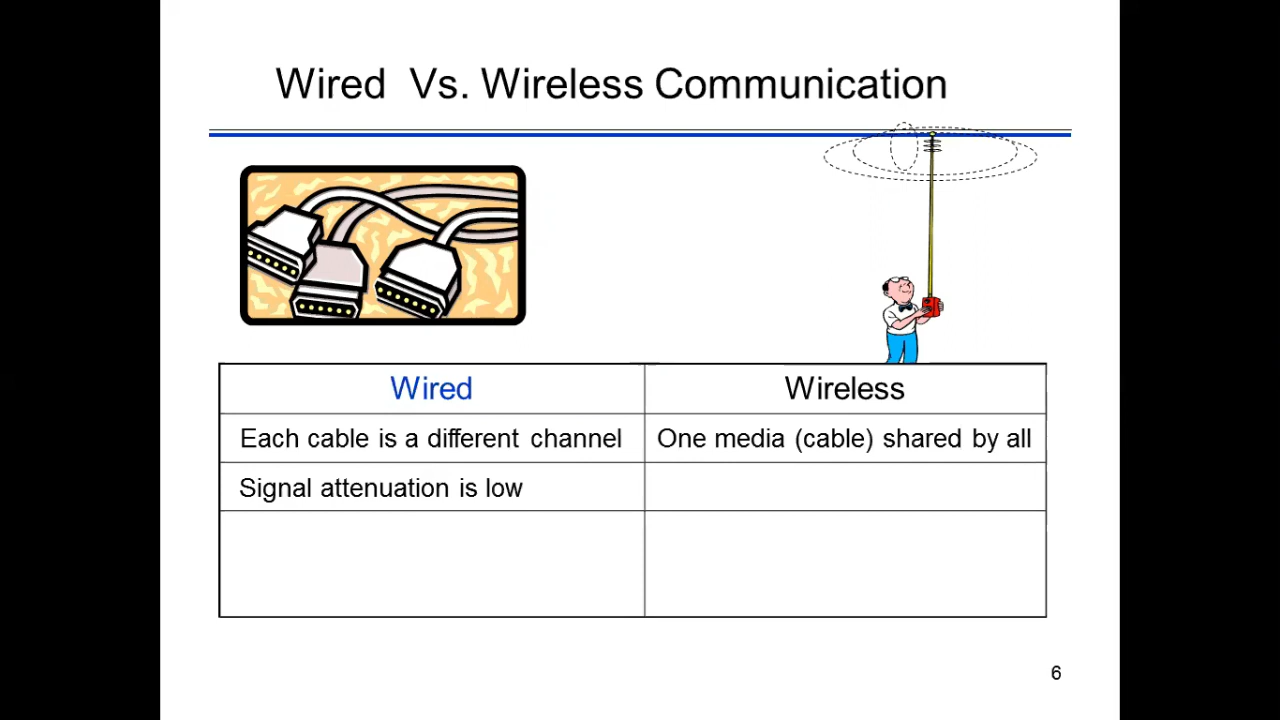 Wired Vs. Wireless Communication
Wired
Wireless
Each cable is a different channel
One media (cable) shared by all
Signal attenuation is low
6